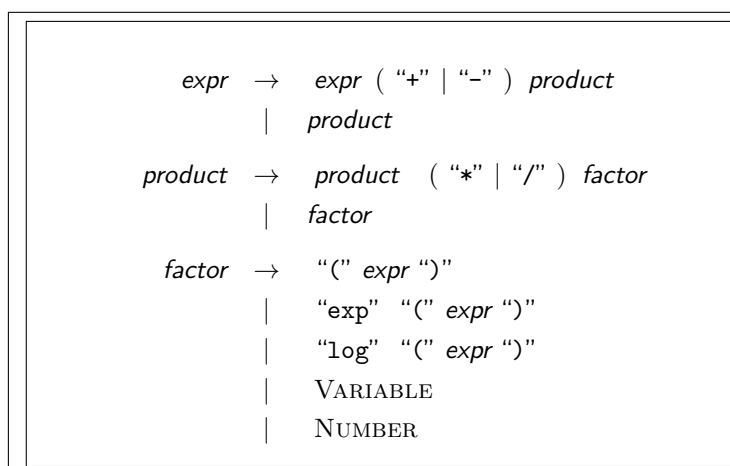 expr → expr ( “+” | “-” ) product
| product
product → product ( “*” | “/” ) factor
| factor
factor → “(” expr “)”
| “exp” “(” expr “)”
| “log” “(” expr “)”
| VARIABLE
| NUMBER